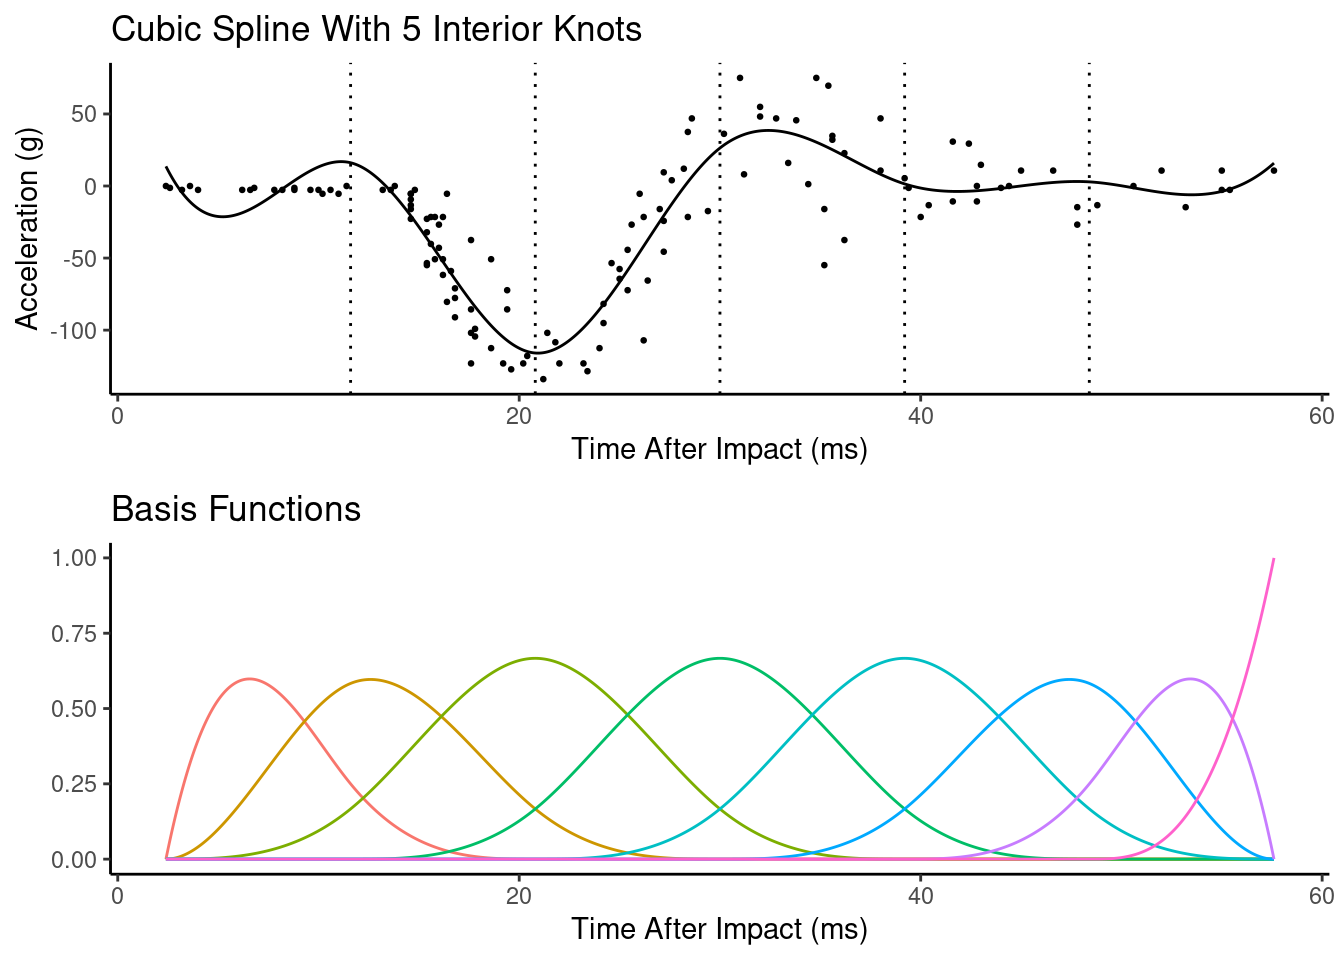 Cubic Spline With 5 Interior Knots
Acceleration (g)
50
0
-50
-100
0 20 40 60
Time After Impact (ms)
Basis Functions
1.00
0.75
0.50
0.25
0.00
0 20 40 60
Time After Impact (ms)